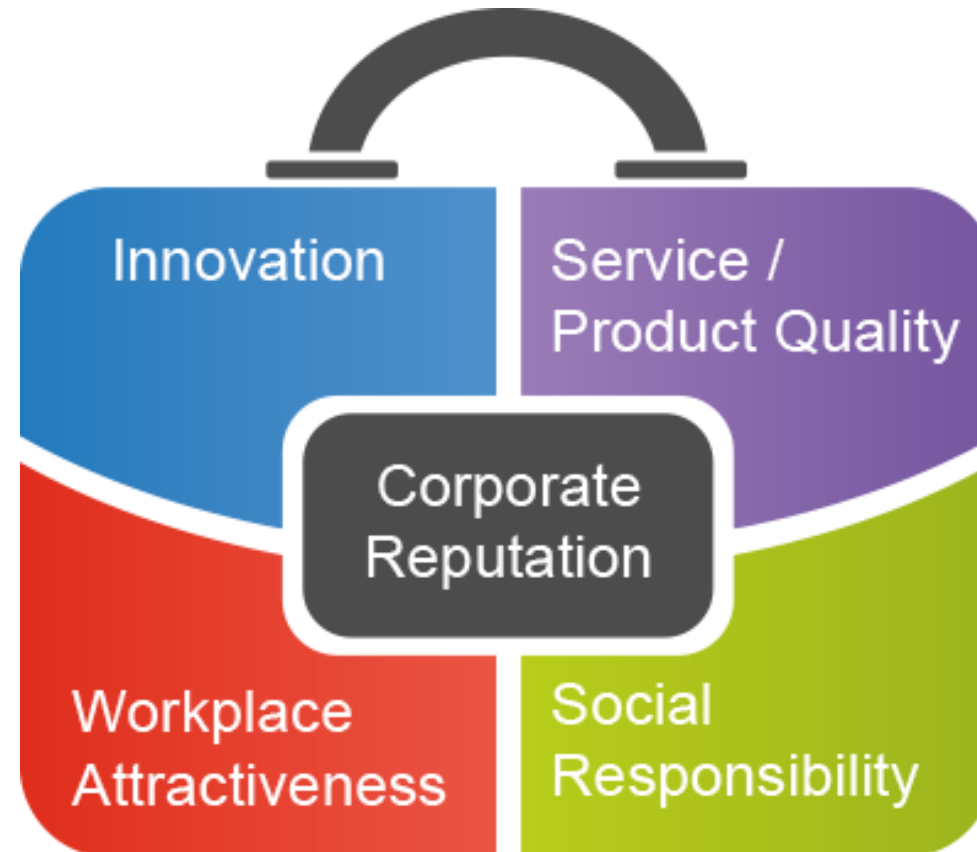 Innovation
Service /
Product Quality
Corporate
Reputation
Workplace
Attractiveness
Social
Responsibility